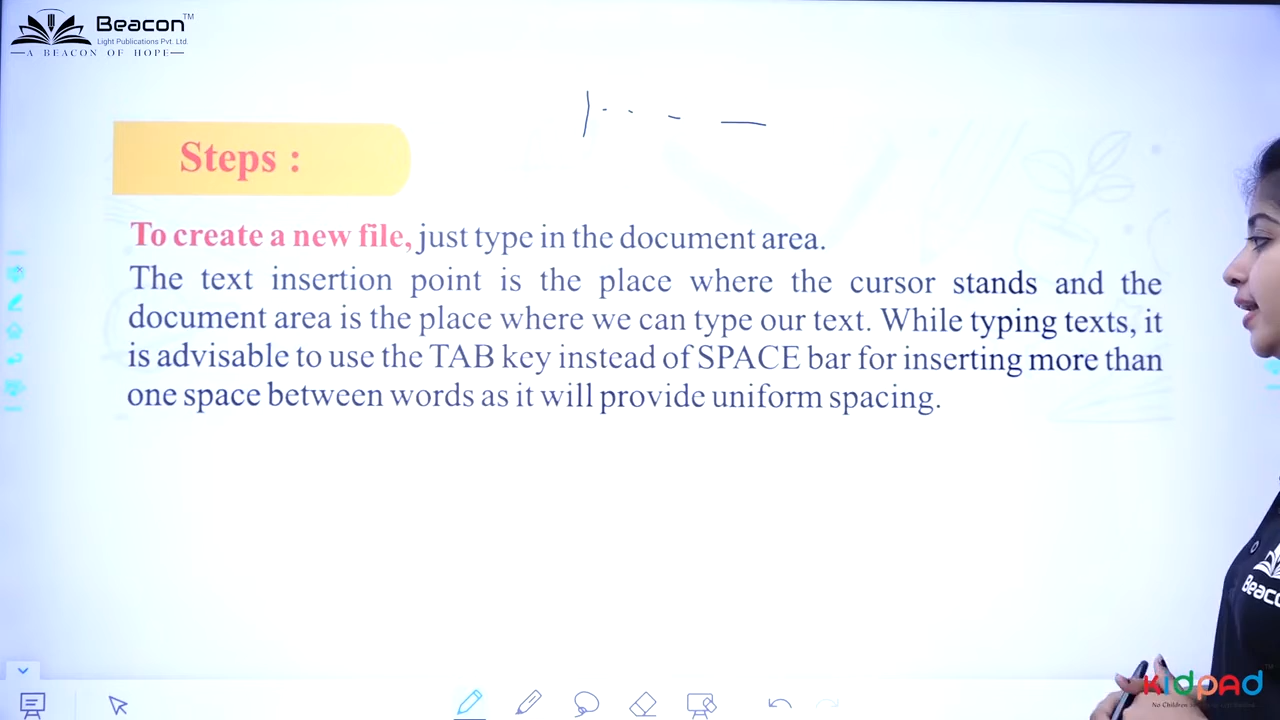 Beacon™
Light Publications Pvt. Ltd.
—A BEACON OF HOPE—
Steps :
To create a new file, just type in the document area.
The text insertion point is the place where the cursor stands and the
document area is the place where we can type our text. While typing texts, it
is advisable to use the TAB key instead of SPACE bar for inserting more than
one space between words as it will provide uniform spacing.
Beaco
KidpAd™